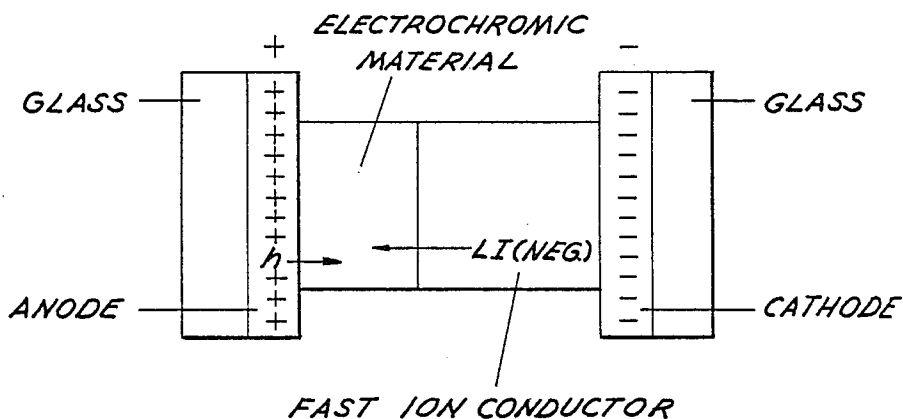 ELECTROCHROMIC
MATERIAL
+ -
GLASS GLASS
h LI(NEG.)
ANODE CATHODE
FAST ION CONDUCTOR